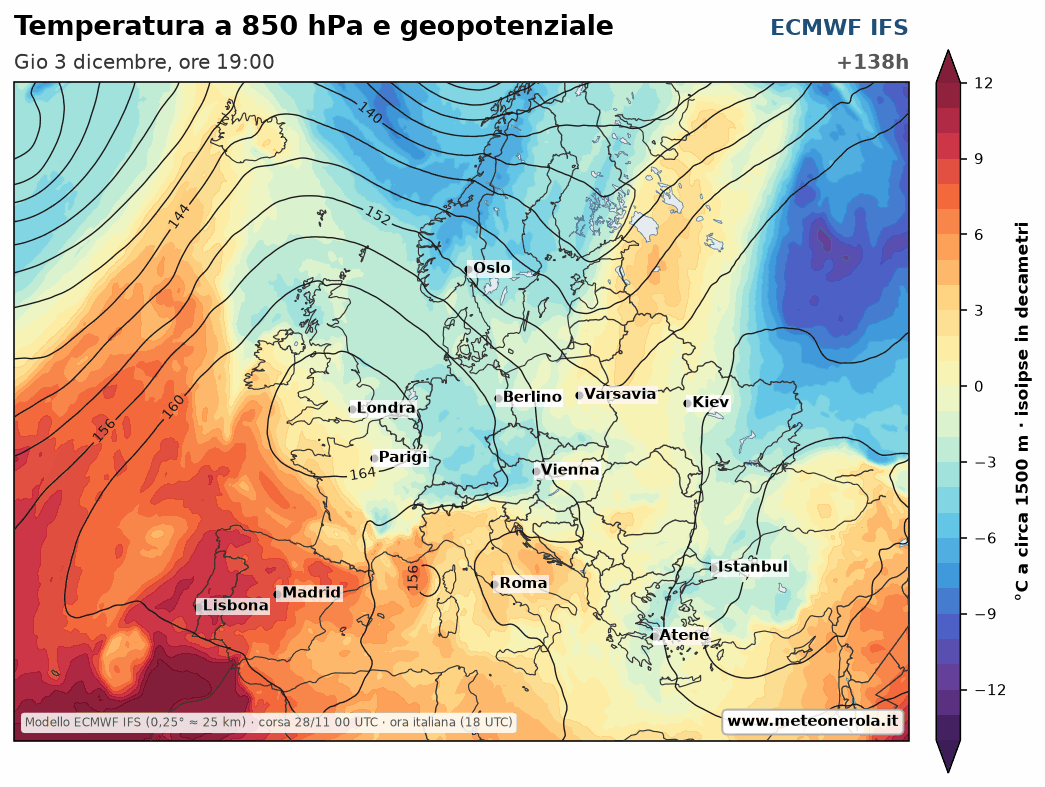 Temperatura a 850 hPa e geopotenziale
ECMWF IFS
Gio 3 dicembre, ore 19:00
+138h
140
144
152
Oslo
156
160
Londra
Berlino
Varsavia
Kiev
Parigi
164
Vienna
156
Roma
Istanbul
Madrid
Lisbona
Atene
0
Modello ECMWF IFS (0,25° ≈ 25 km) · corsa 28/11 00 UTC · ora italiana (18 UTC)
www.meteonerola.it
12
9
6
3
0
−3
−6
−9
−12
°C a circa 1500 m · isoipse in decametri